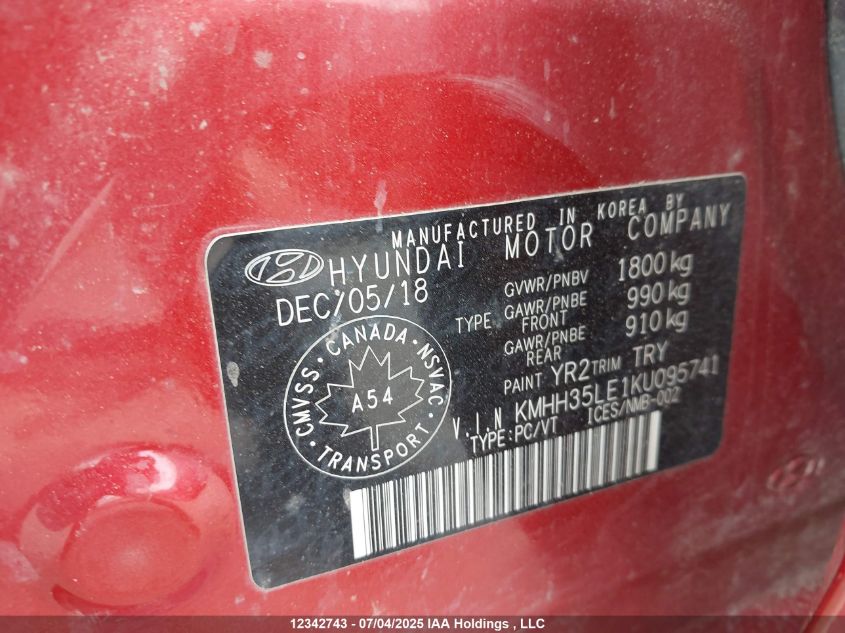 MANUFACTURED IN KOREA BY
HYUNDAI MOTOR COMPANY
DEC/05/18
GVWR/PNBV 1800 kg
TYPE GAWR/PNBE FRONT 990 kg
GAWR/PNBE REAR 910 kg
PAINT YR2 TRIM TRY
V.I.N KMHH35LE1KU095741
TYPE:PC/VT ICES/NMB-002
CANADA
CMVSS · NSVAC
A54
TRANSPORT
12342743 - 07/04/2025 IAA Holdings , LLC